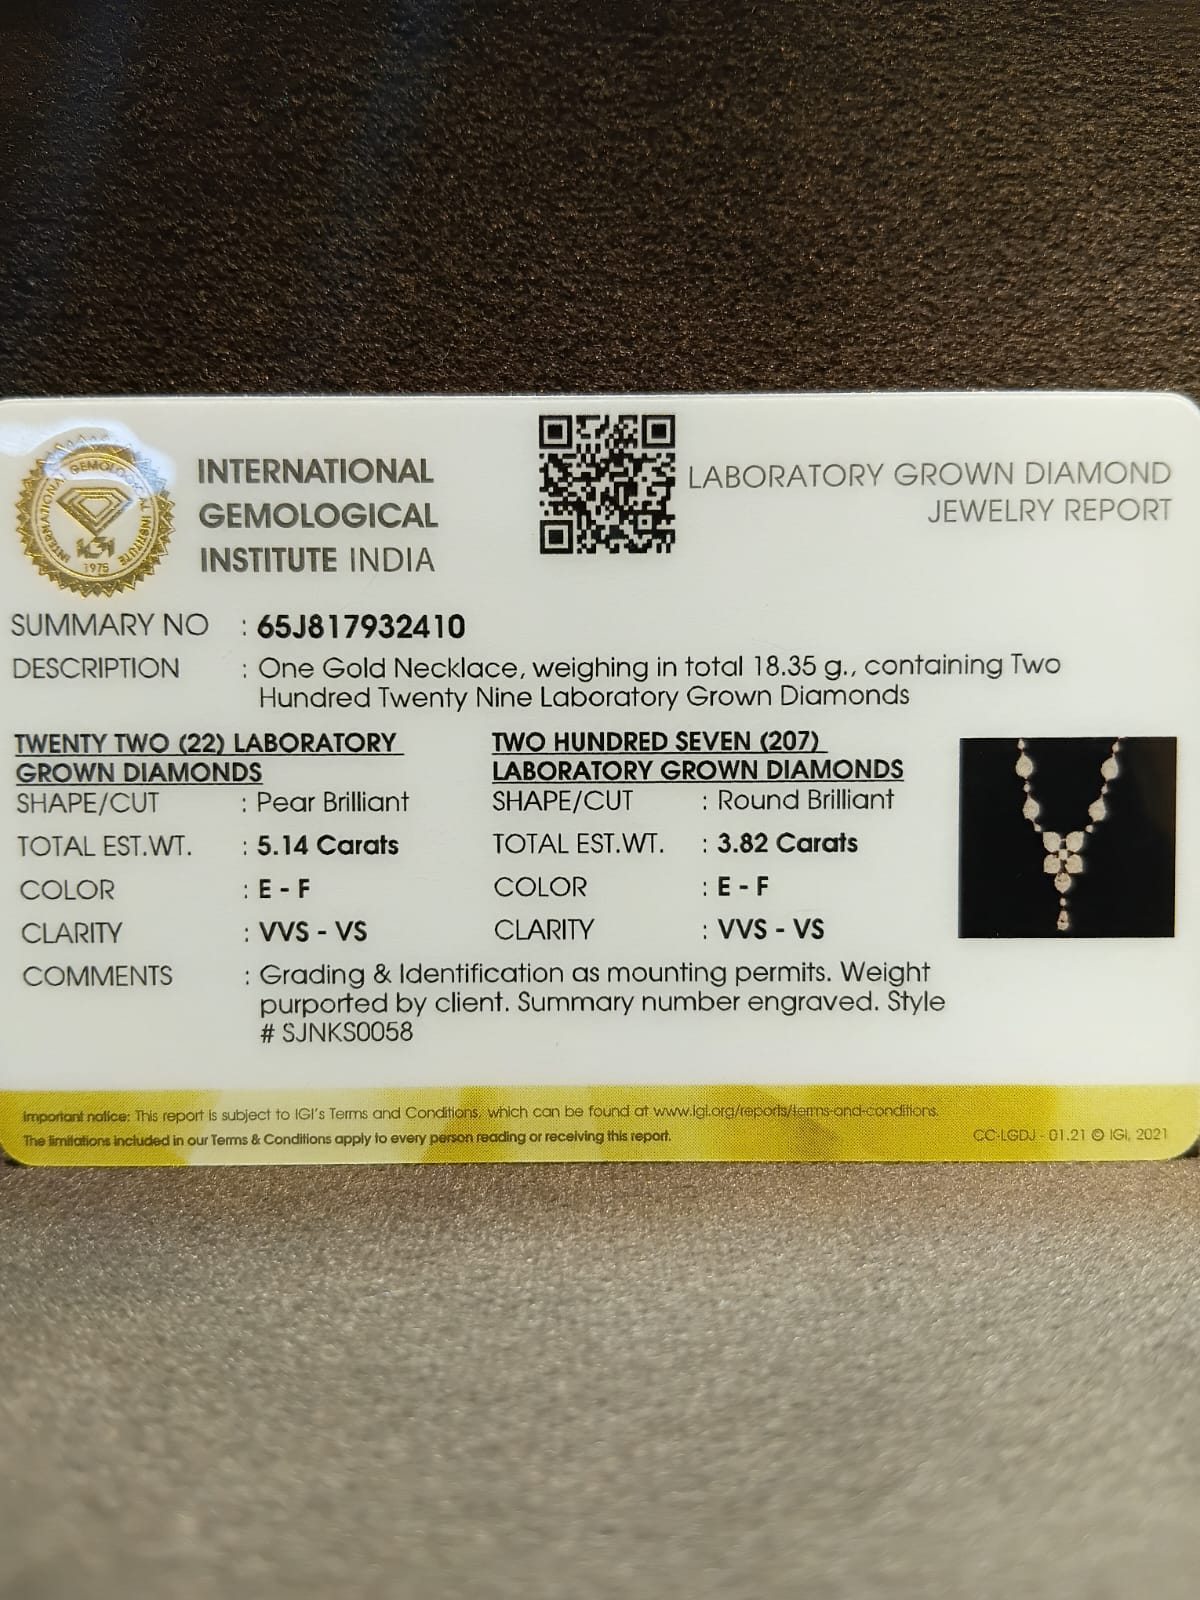 INTERNATIONAL GEMOLOGICAL INSTITUTE
IGI
1975
INTERNATIONAL
GEMOLOGICAL
INSTITUTE INDIA
LABORATORY GROWN DIAMOND
JEWELRY REPORT
SUMMARY NO : 65J817932410
DESCRIPTION : One Gold Necklace, weighing in total 18.35 g., containing Two
Hundred Twenty Nine Laboratory Grown Diamonds
TWENTY TWO (22) LABORATORY
GROWN DIAMONDS
SHAPE/CUT : Pear Brilliant
TOTAL EST.WT. : 5.14 Carats
COLOR : E - F
CLARITY : VVS - VS
TWO HUNDRED SEVEN (207)
LABORATORY GROWN DIAMONDS
SHAPE/CUT : Round Brilliant
TOTAL EST.WT. : 3.82 Carats
COLOR : E - F
CLARITY : VVS - VS
COMMENTS : Grading & Identification as mounting permits. Weight
purported by client. Summary number engraved. Style
# SJNKS0058
Important notice: This report is subject to IGI's Terms and Conditions, which can be found at www.igi.org/reports/terms-and-conditions.
The limitations included in our Terms & Conditions apply to every person reading or receiving this report.
CC-LGDJ - 01.21 © IGI, 2021